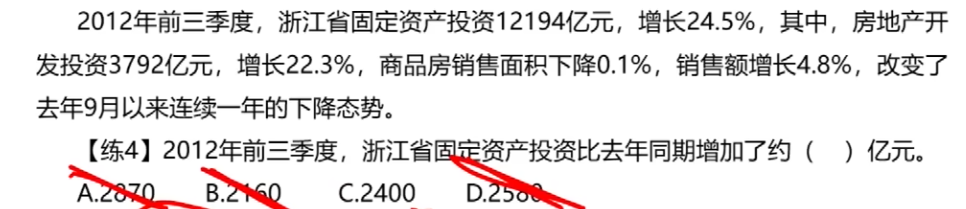 2012年前三季度，浙江省固定资产投资12194亿元，增长24.5%，其中，房地产开
发投资3792亿元，增长22.3%，商品房销售面积下降0.1%，销售额增长4.8%，改变了
去年9月以来连续一年的下降态势。
【练4】2012年前三季度，浙江省固定资产投资比去年同期增加了约（ ）亿元。
A.2870 B.2160 C.2400 D.2580